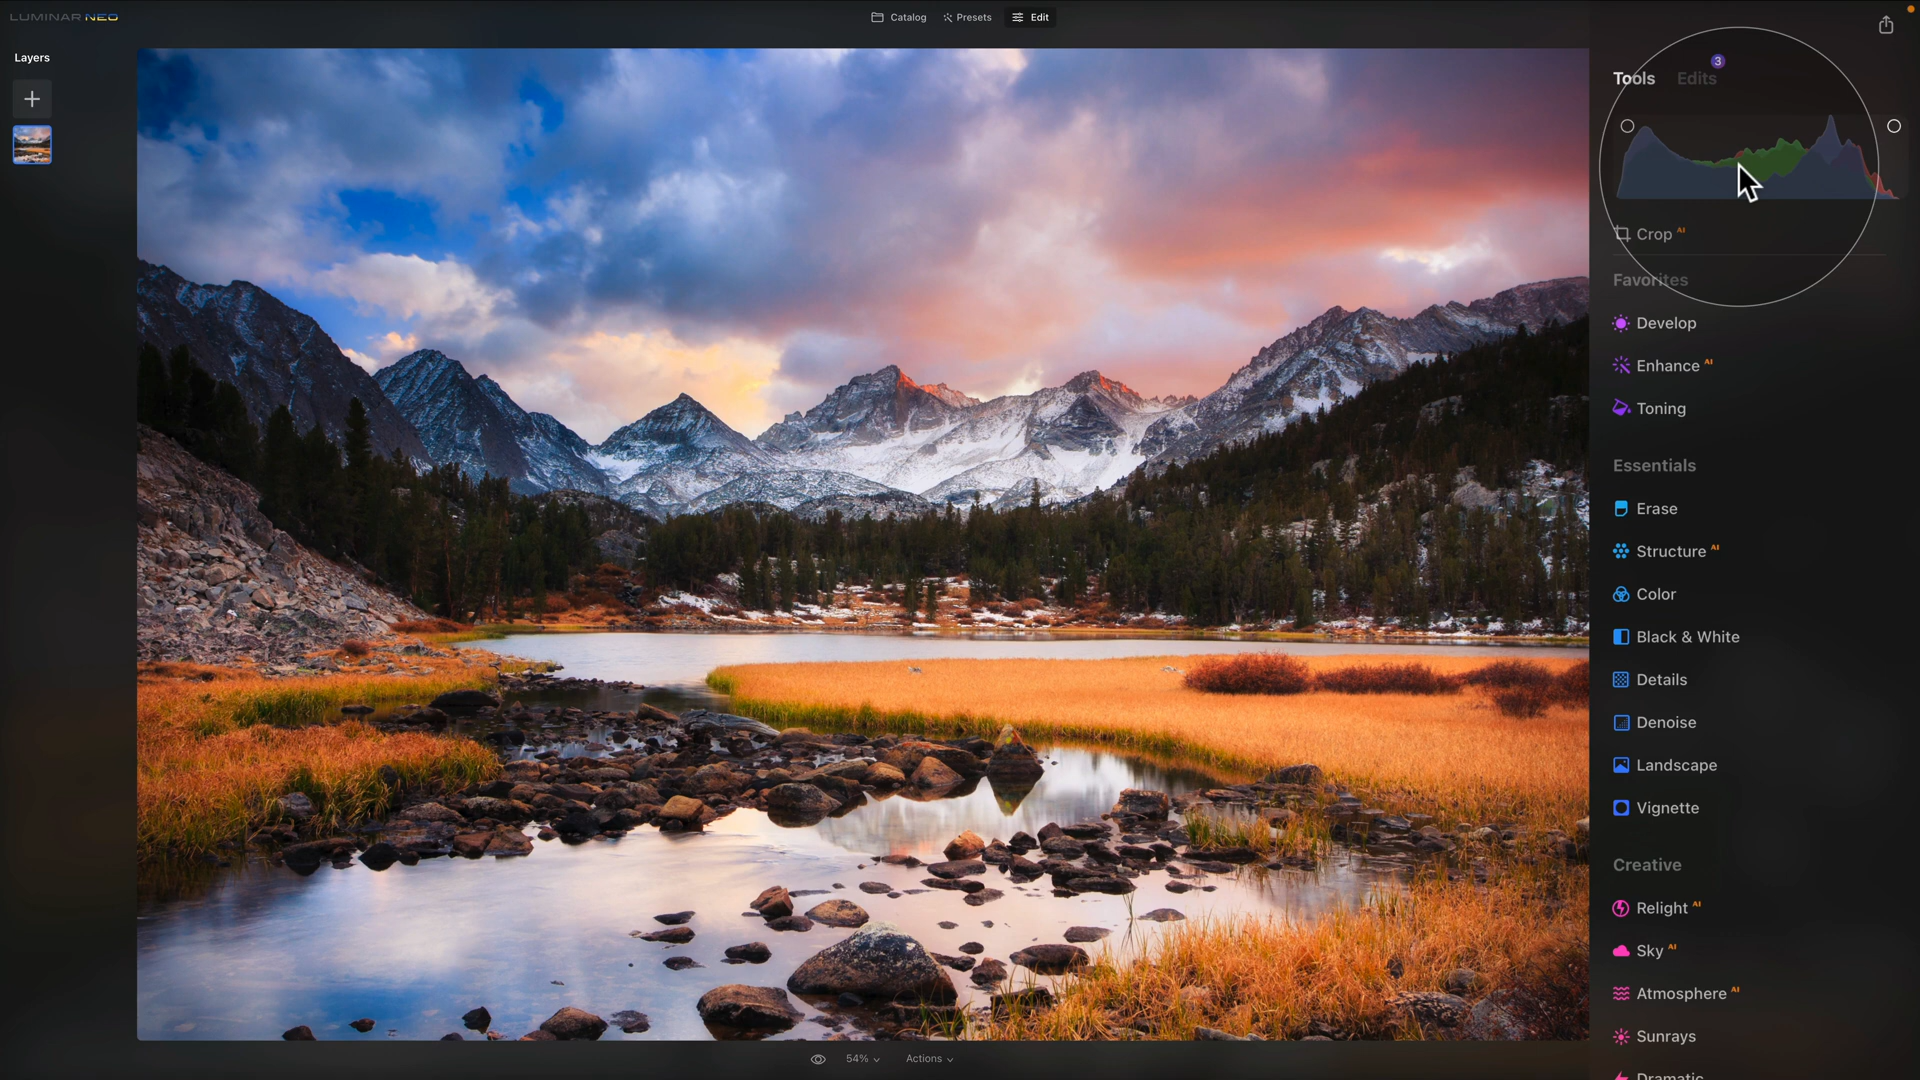 LUMINAR NEO
Catalog
Presets
Edit
Layers
Tools
Edits
3
Crop AI
Favorites
Develop
Enhance AI
Toning
Essentials
Erase
Structure AI
Color
Black & White
Details
Denoise
Landscape
Vignette
Creative
Relight AI
Sky AI
Atmosphere AI
Sunrays
Dramatic
54%
Actions